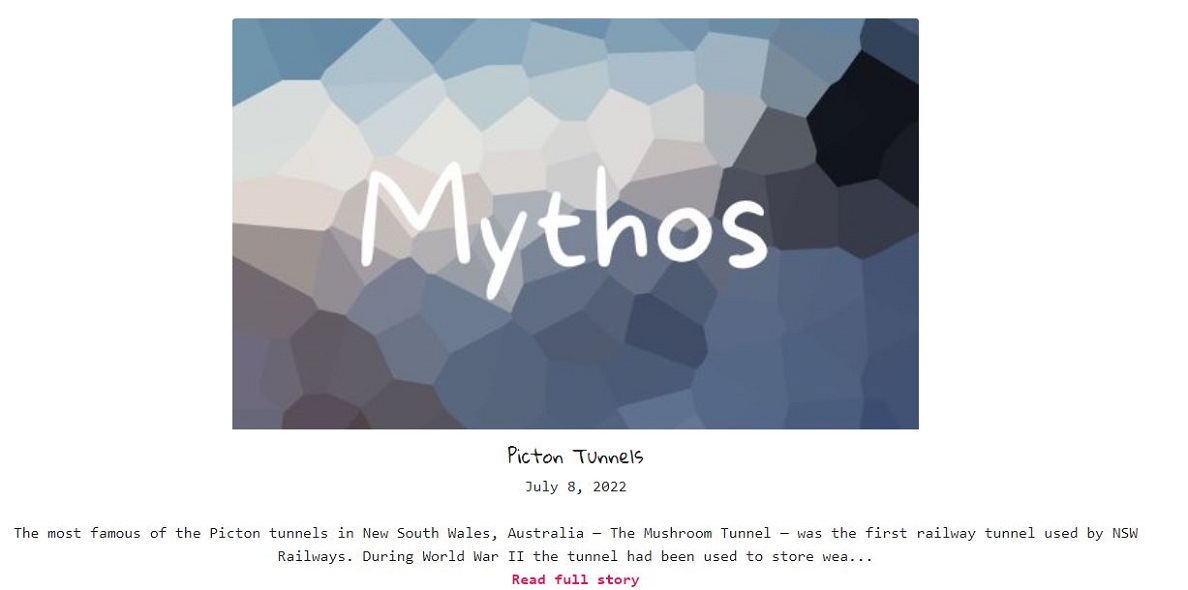 Mythos
Picton Tunnels
July 8, 2022
The most famous of the Picton tunnels in New South Wales, Australia – The Mushroom Tunnel – was the first railway tunnel used by NSW
Railways. During World War II the tunnel had been used to store wea...
Read full story